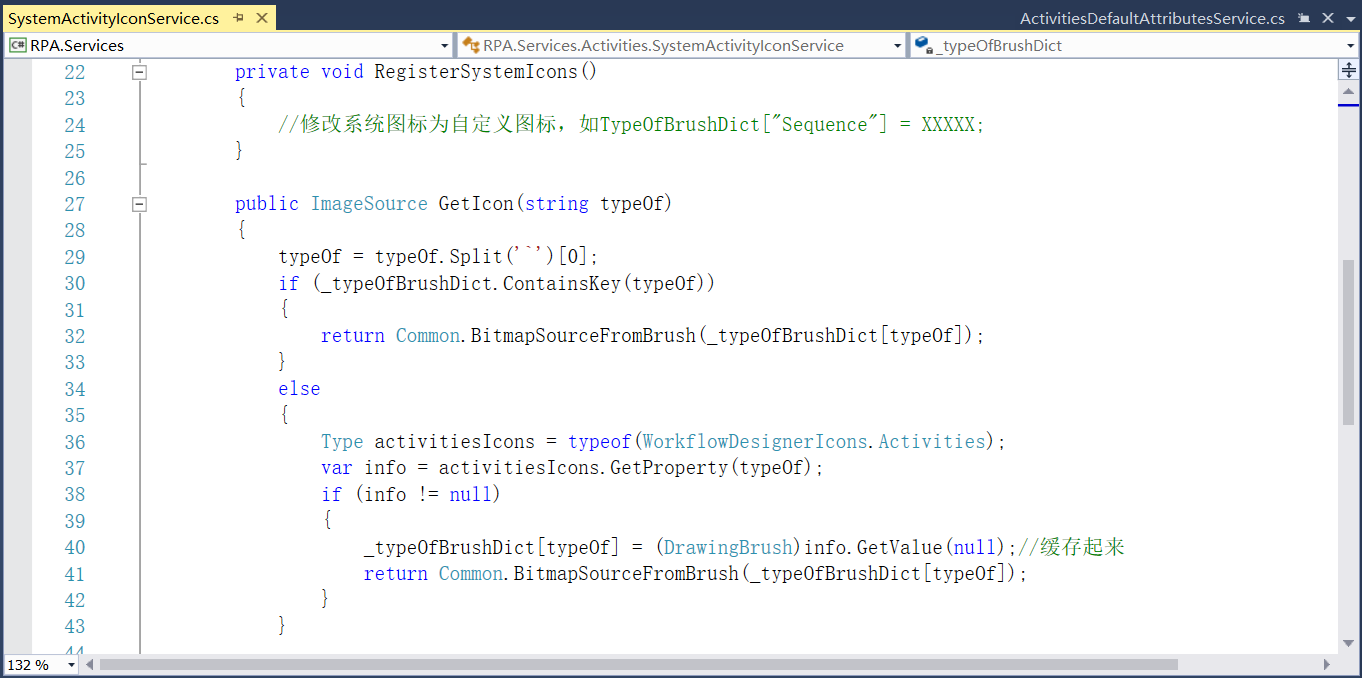 SystemActivityIconService.cs
ActivitiesDefaultAttributesService.cs
C# RPA.Services
RPA.Services.Activities.SystemActivityIconService
_typeOfBrushDict
22 private void RegisterSystemIcons()
23 {
24 //修改系统图标为自定义图标，如TypeOfBrushDict["Sequence"] = XXXXX;
25 }
26
27 public ImageSource GetIcon(string typeOf)
28 {
29 typeOf = typeOf.Split('`')[0];
30 if (_typeOfBrushDict.ContainsKey(typeOf))
31 {
32 return Common.BitmapSourceFromBrush(_typeOfBrushDict[typeOf]);
33 }
34 else
35 {
36 Type activitiesIcons = typeof(WorkflowDesignerIcons.Activities);
37 var info = activitiesIcons.GetProperty(typeOf);
38 if (info != null)
39 {
40 _typeOfBrushDict[typeOf] = (DrawingBrush)info.GetValue(null);//缓存起来
41 return Common.BitmapSourceFromBrush(_typeOfBrushDict[typeOf]);
42 }
43 }
44
132 %